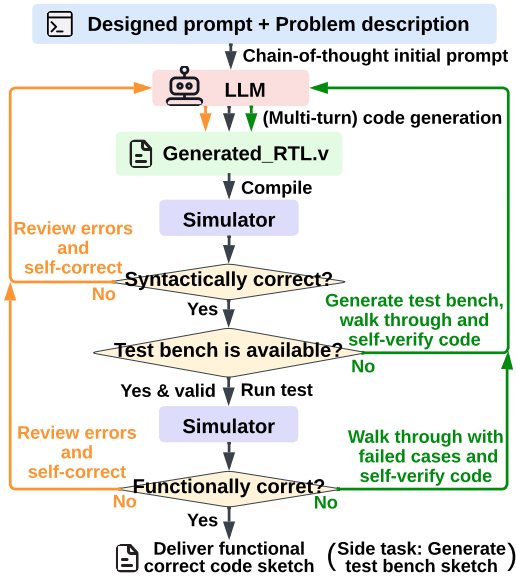 Designed prompt + Problem description
Chain-of-thought initial prompt
LLM
(Multi-turn) code generation
Generated_RTL.v
Compile
Simulator
Review errors
and
self-correct
Syntactically correct?
No
Yes
Generate test bench,
walk through and
self-verify code
Test bench is available?
No
Yes & valid
Run test
Simulator
Review errors
and
self-correct
Walk through with
failed cases and
self-verify code
Functionally corret?
No
No
Yes
Deliver functional
correct code sketch
(Side task: Generate
test bench sketch)